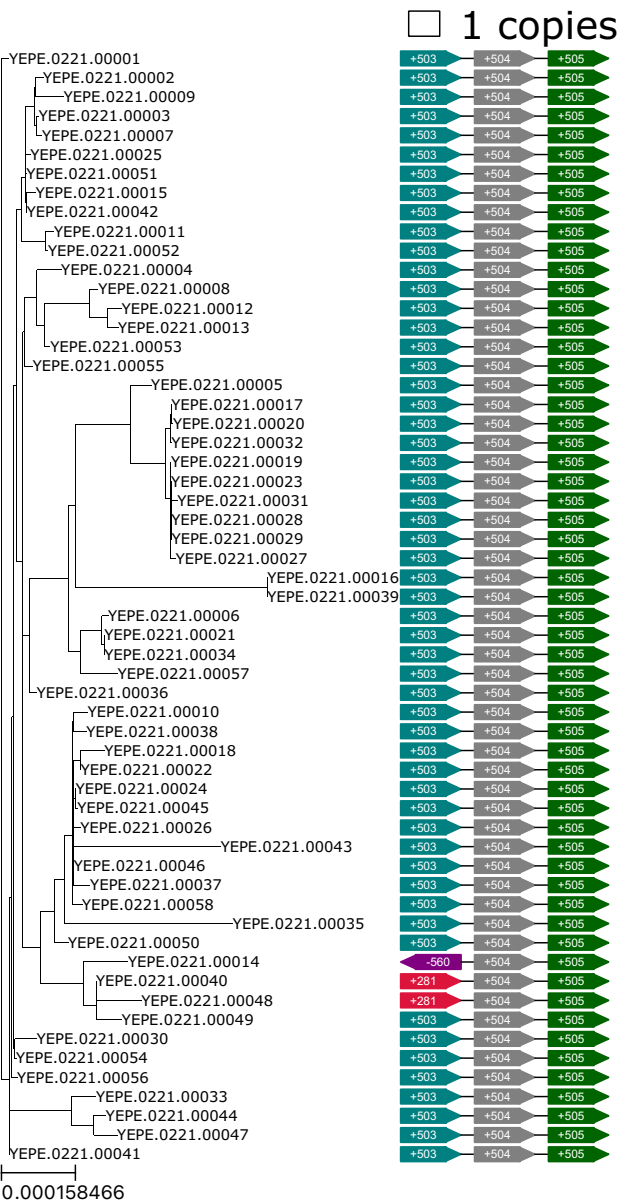 1 copies
YEPE.0221.00001 +503 +504 +505
YEPE.0221.00002 +503 +504 +505
YEPE.0221.00009 +503 +504 +505
YEPE.0221.00003 +503 +504 +505
YEPE.0221.00007 +503 +504 +505
YEPE.0221.00025 +503 +504 +505
YEPE.0221.00051 +503 +504 +505
YEPE.0221.00015 +503 +504 +505
YEPE.0221.00042 +503 +504 +505
YEPE.0221.00011 +503 +504 +505
YEPE.0221.00052 +503 +504 +505
YEPE.0221.00004 +503 +504 +505
YEPE.0221.00008 +503 +504 +505
YEPE.0221.00012 +503 +504 +505
YEPE.0221.00013 +503 +504 +505
YEPE.0221.00053 +503 +504 +505
YEPE.0221.00055 +503 +504 +505
YEPE.0221.00005 +503 +504 +505
YEPE.0221.00017 +503 +504 +505
YEPE.0221.00020 +503 +504 +505
YEPE.0221.00032 +503 +504 +505
YEPE.0221.00019 +503 +504 +505
YEPE.0221.00023 +503 +504 +505
YEPE.0221.00031 +503 +504 +505
YEPE.0221.00028 +503 +504 +505
YEPE.0221.00029 +503 +504 +505
YEPE.0221.00027 +503 +504 +505
YEPE.0221.00016 +503 +504 +505
YEPE.0221.00039 +503 +504 +505
YEPE.0221.00006 +503 +504 +505
YEPE.0221.00021 +503 +504 +505
YEPE.0221.00034 +503 +504 +505
YEPE.0221.00057 +503 +504 +505
YEPE.0221.00036 +503 +504 +505
YEPE.0221.00010 +503 +504 +505
YEPE.0221.00038 +503 +504 +505
YEPE.0221.00018 +503 +504 +505
YEPE.0221.00022 +503 +504 +505
YEPE.0221.00024 +503 +504 +505
YEPE.0221.00045 +503 +504 +505
YEPE.0221.00026 +503 +504 +505
YEPE.0221.00043 +503 +504 +505
YEPE.0221.00046 +503 +504 +505
YEPE.0221.00037 +503 +504 +505
YEPE.0221.00058 +503 +504 +505
YEPE.0221.00035 +503 +504 +505
YEPE.0221.00050 +503 +504 +505
YEPE.0221.00014 -560 +504 +505
YEPE.0221.00040 +281 +504 +505
YEPE.0221.00048 +281 +504 +505
YEPE.0221.00049 +503 +504 +505
YEPE.0221.00030 +503 +504 +505
YEPE.0221.00054 +503 +504 +505
YEPE.0221.00056 +503 +504 +505
YEPE.0221.00033 +503 +504 +505
YEPE.0221.00044 +503 +504 +505
YEPE.0221.00047 +503 +504 +505
YEPE.0221.00041 +503 +504 +505
0.000158466